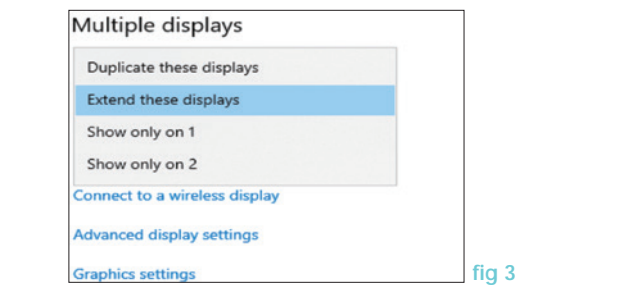 Multiple displays
Duplicate these displays
Extend these displays
Show only on 1
Show only on 2
Connect to a wireless display
Advanced display settings
Graphics settings
fig 3